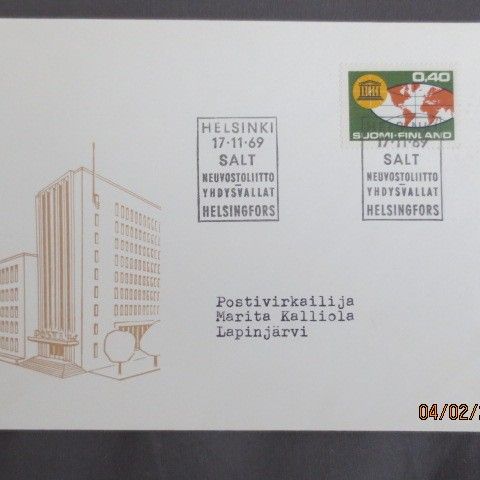 0,40
SUOMI-FINLAND
HELSINKI
17·11·69
SALT
NEUVOSTOLIITTO
–
YHDYSVALLAT
HELSINGFORS
17·11·69
SALT
NEUVOSTOLIITTO
–
YHDYSVALLAT
HELSINGFORS
Postivirkailija
Marita Kalliola
Lapinjärvi
04/02/2